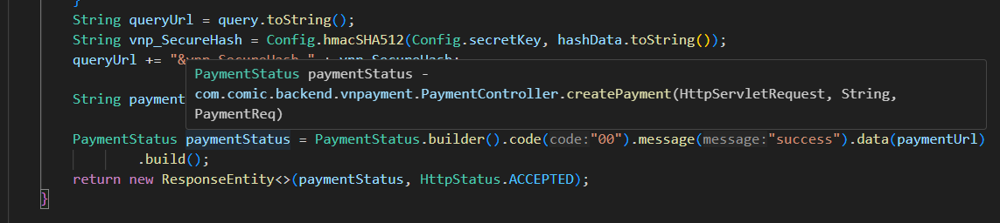 }
String queryUrl = query.toString();
String vnp_SecureHash = Config.hmacSHA512(Config.secretKey, hashData.toString());
queryUrl += "&vnp_SecureHash=" + vnp_SecureHash;
PaymentStatus paymentStatus -
com.comic.backend.vnpayment.PaymentController.createPayment(HttpServletRequest, String,
PaymentReq)
String payment
PaymentStatus paymentStatus = PaymentStatus.builder().code(code:"00").message(message:"success").data(paymentUrl)
.build();
return new ResponseEntity<>(paymentStatus, HttpStatus.ACCEPTED);
}